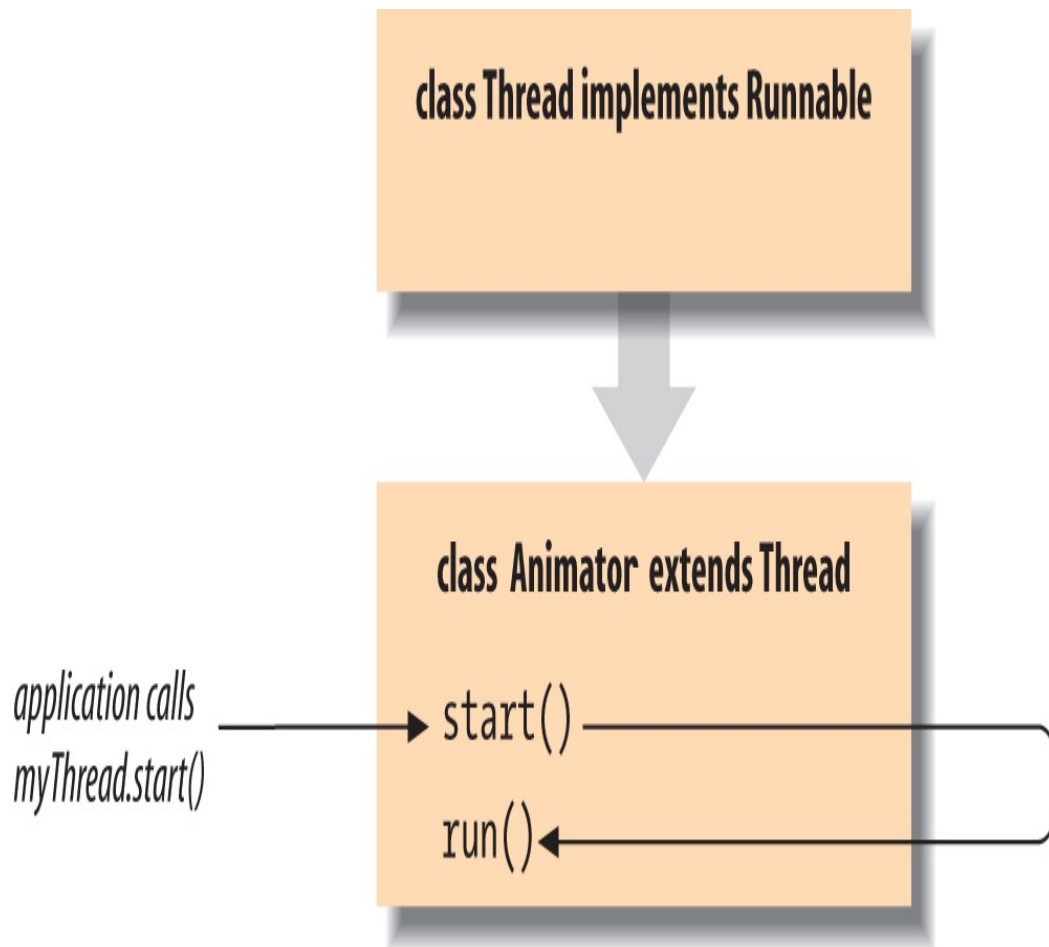 class Thread implements Runnable
class Animator extends Thread
application calls
myThread.start()
start()
run()